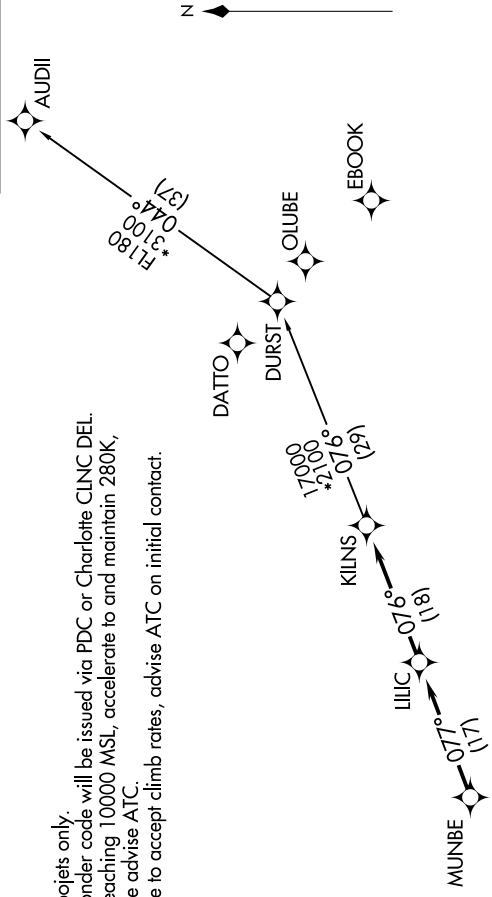 N
AUDII
FL180
*3100
044°
(37)
EBOOK
OLUBE
DURST
DATTO
17000
*2100
076°
(29)
KILNS
076°
(18)
LILIC
077°
(17)
MUNBE
ojets only.
nder code will be issued via PDC or Charlotte CLNC DEL.
eaching 10000 MSL, accelerate to and maintain 280K,
e advise ATC.
e to accept climb rates, advise ATC on initial contact.